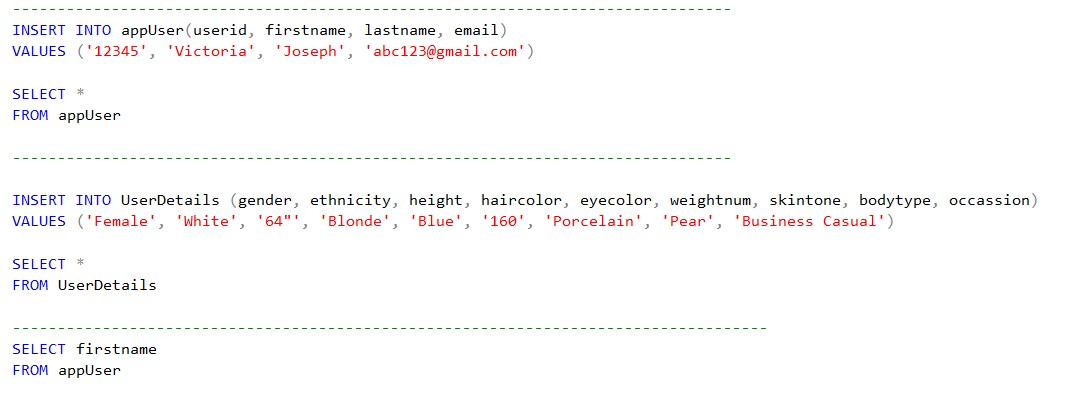 -------------------------------------------------------------------------------
INSERT INTO appUser(userid, firstname, lastname, email)
VALUES ('12345', 'Victoria', 'Joseph', 'abc123@gmail.com')
SELECT *
FROM appUser
-------------------------------------------------------------------------------
INSERT INTO UserDetails (gender, ethnicity, height, haircolor, eyecolor, weightnum, skintone, bodytype, occassion)
VALUES ('Female', 'White', '64"', 'Blonde', 'Blue', '160', 'Porcelain', 'Pear', 'Business Casual')
SELECT *
FROM UserDetails
-----------------------------------------------------------------------------------
SELECT firstname
FROM appUser